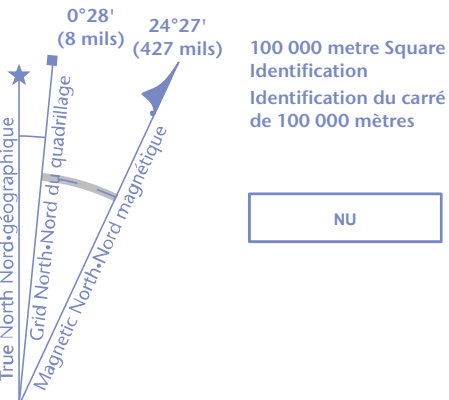 0°28'
(8 mils)
24°27'
(427 mils)
True North Nord•géographique
Grid North•Nord du quadrillage
Magnetic North•Nord magnétique
100 000 metre Square
Identification
Identification du carré
de 100 000 mètres
NU